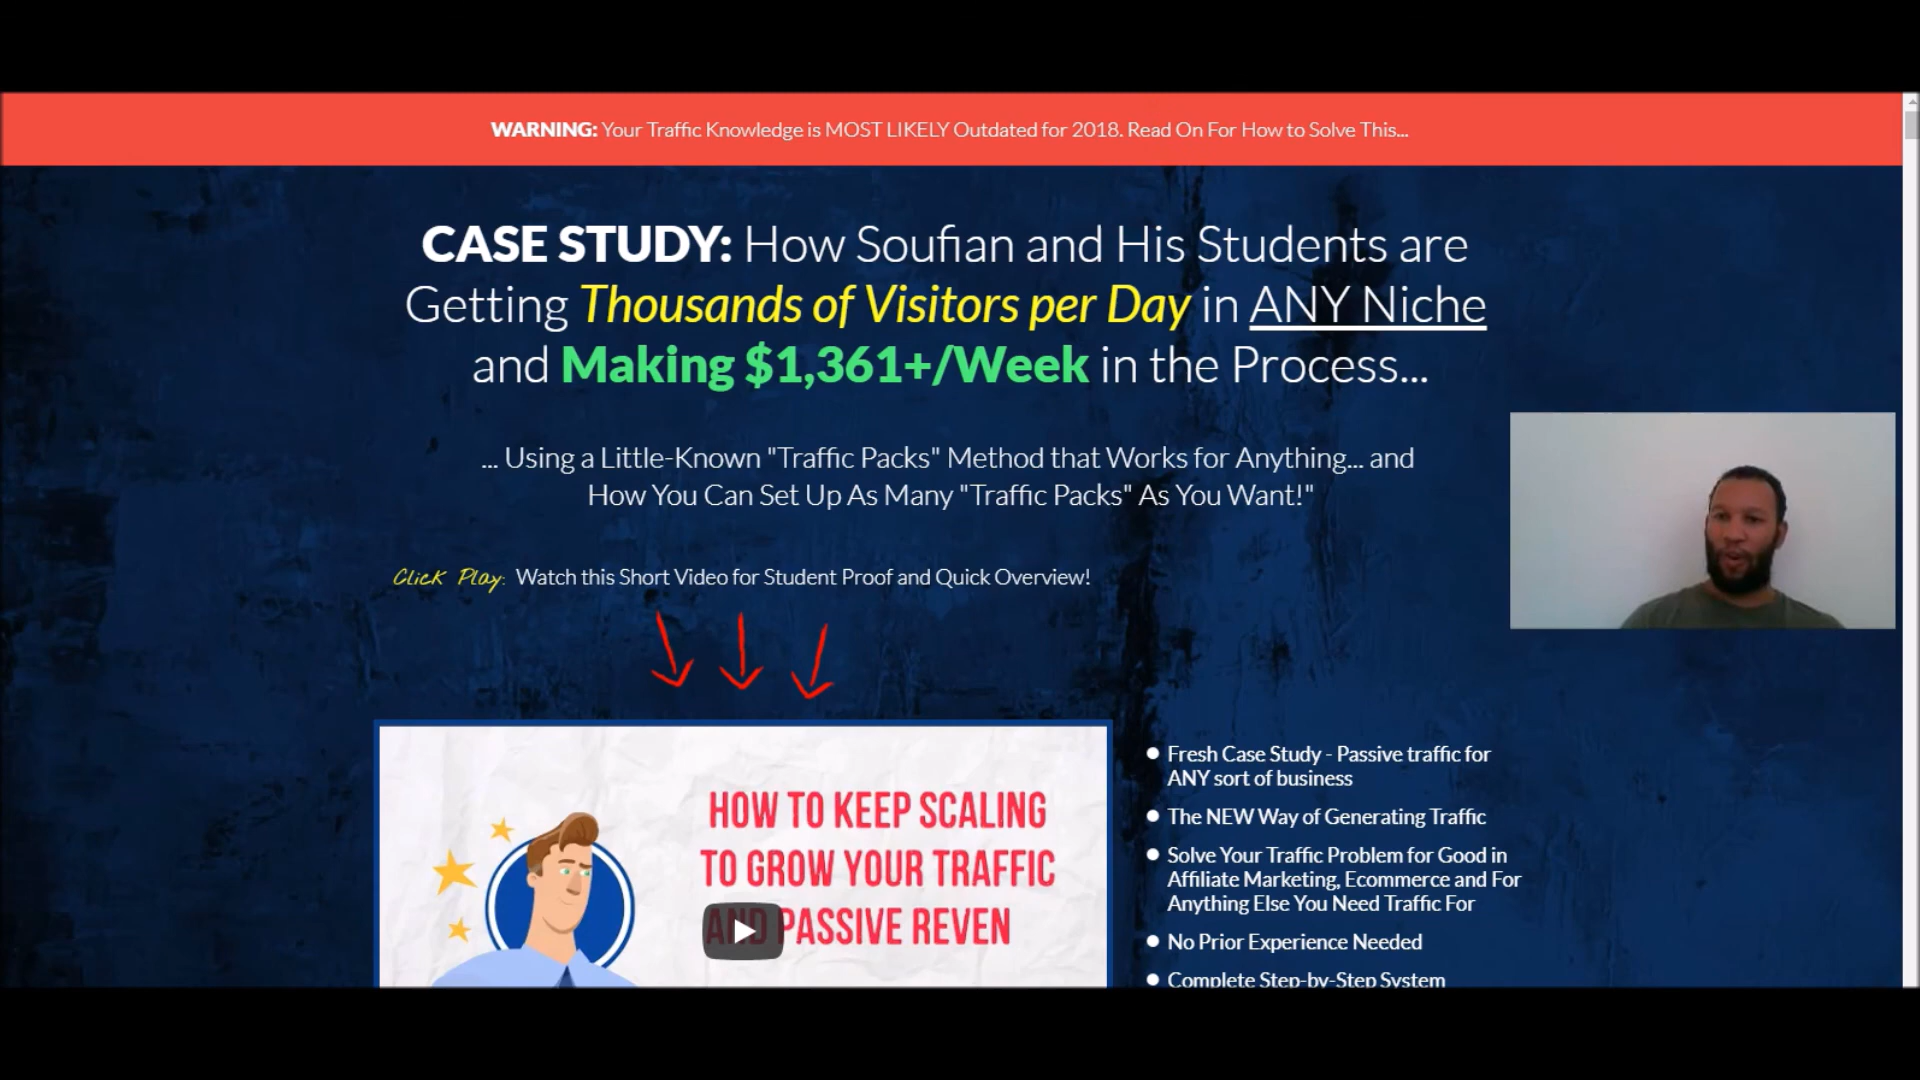 WARNING: Your Traffic Knowledge is MOST LIKELY Outdated for 2018. Read On For How to Solve This...
CASE STUDY: How Soufian and His Students are
Getting Thousands of Visitors per Day in ANY Niche
and Making $1,361+/Week in the Process...
... Using a Little-Known "Traffic Packs" Method that Works for Anything... and
How You Can Set Up As Many "Traffic Packs" As You Want!"
Click Play: Watch this Short Video for Student Proof and Quick Overview!
HOW TO KEEP SCALING
TO GROW YOUR TRAFFIC
AND PASSIVE REVEN
Fresh Case Study - Passive traffic for
ANY sort of business
The NEW Way of Generating Traffic
Solve Your Traffic Problem for Good in
Affiliate Marketing, Ecommerce and For
Anything Else You Need Traffic For
No Prior Experience Needed
Complete Step-by-Step System